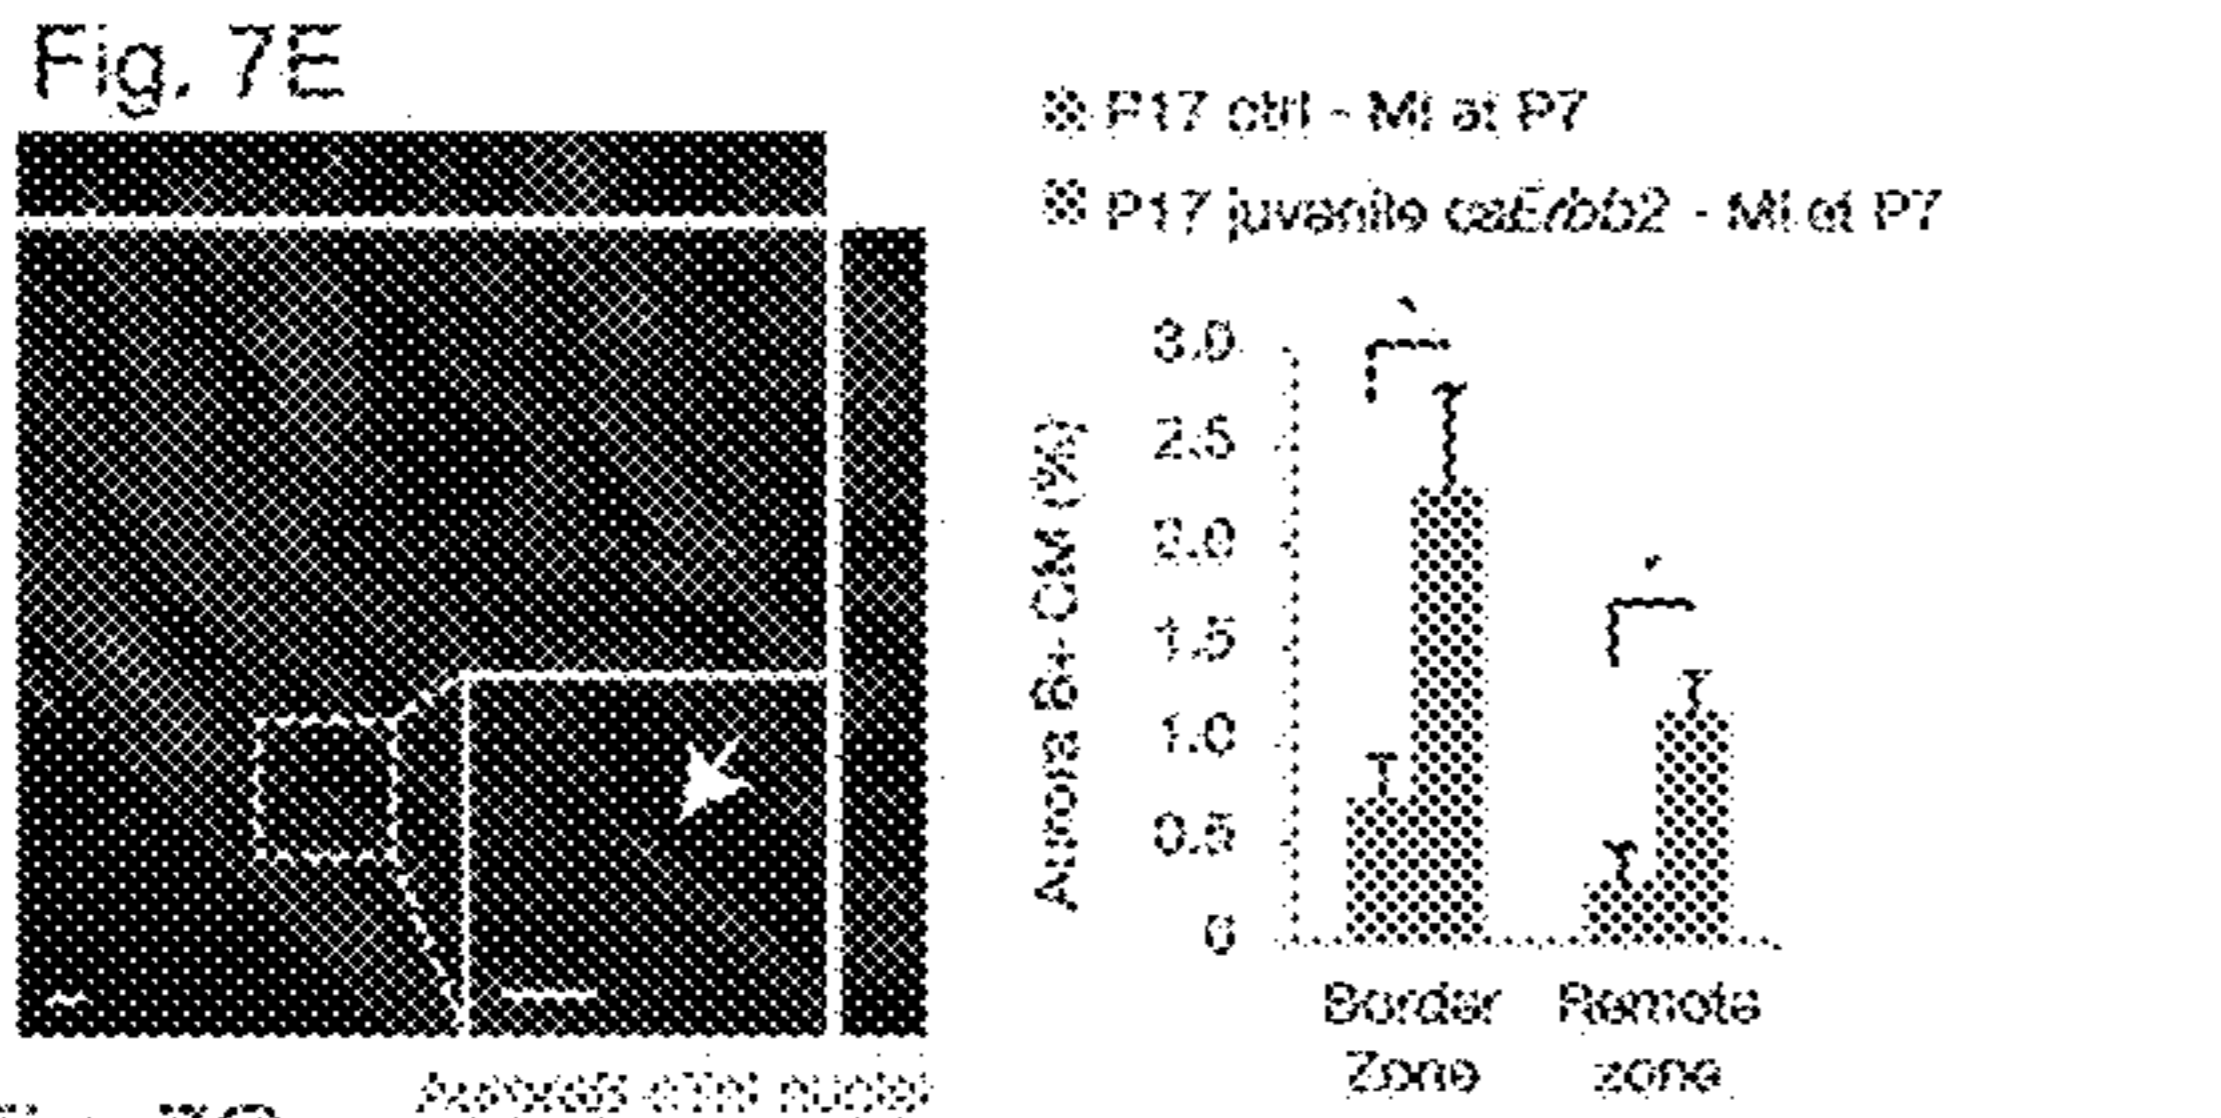 Fig. 7E
P17 ctrl - MI at P7
P17 juvenile caErbb2 - MI at P7
Aurora B+ CM (%)
3.0
2.5
2.0
1.5
1.0
0.5
0
Border Zone
Remote zone
nuclei